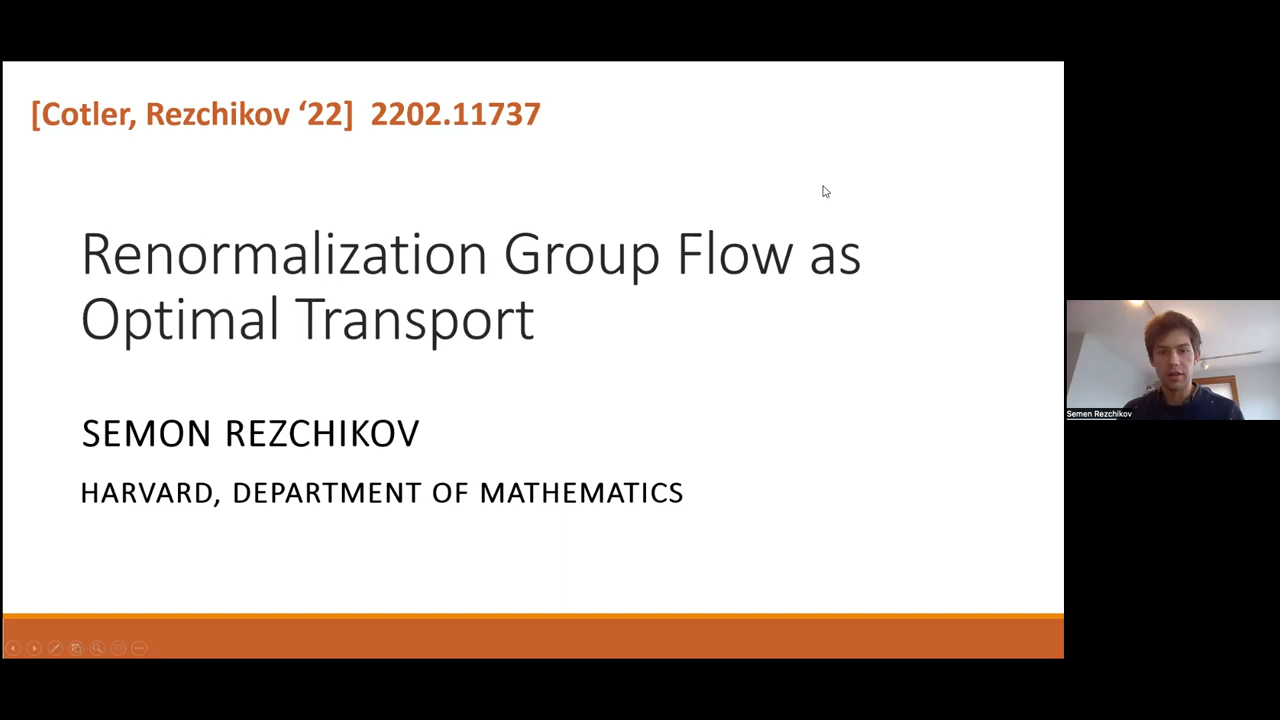 [Cotler, Rezchikov ‘22] 2202.11737
Renormalization Group Flow as
Optimal Transport
SEMON REZCHIKOV
HARVARD, DEPARTMENT OF MATHEMATICS
Semen Rezchikov